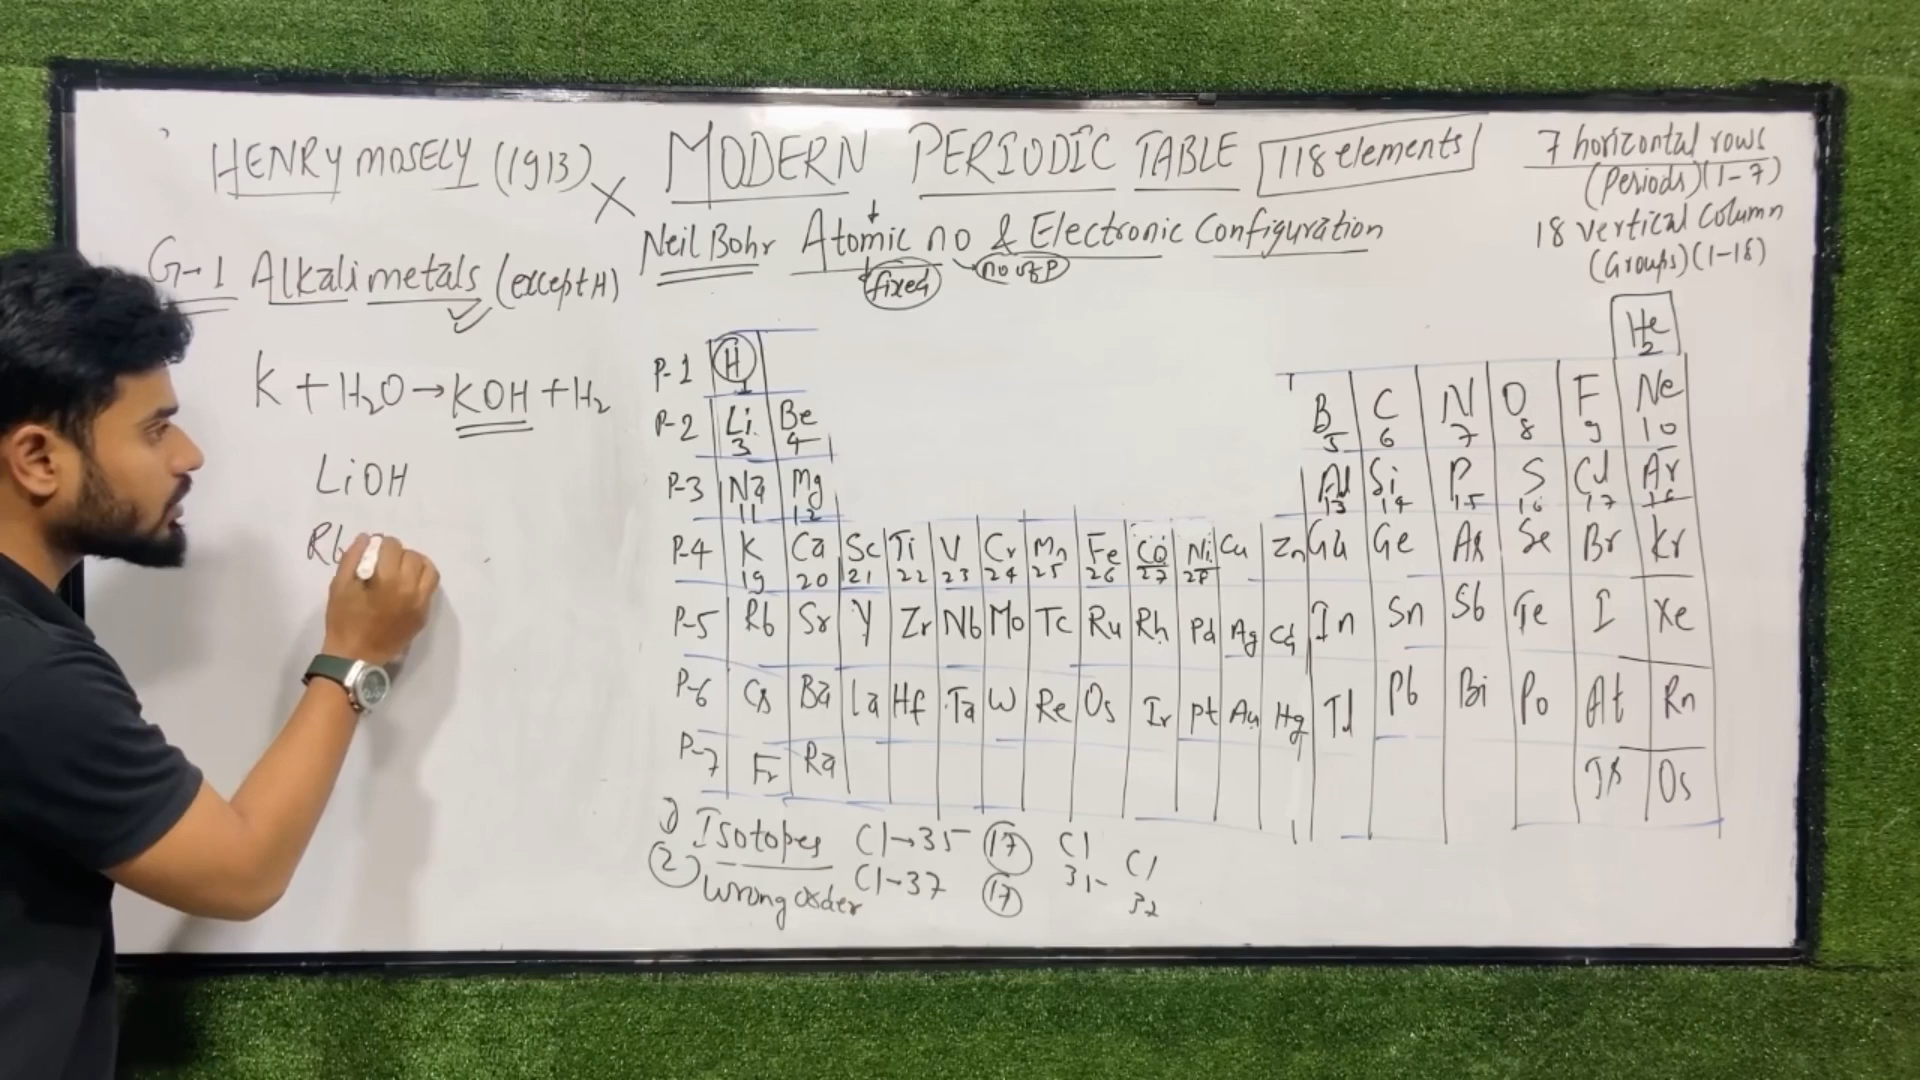 HENRY MOSELY (1913) MODERN PERIODIC TABLE 118 elements
7 horizontal rows
(Periods) (1-7)
18 vertical Column
(Groups) (1-18)
Neil Bohr Atomic no & Electronic Configuration
fixed no of P
G-1 Alkali metals (except H)
K + H2O → KOH + H2
LiOH
Rb
He
2
P-1 H
1
P-2 Li Be B C N O F Ne
3 4 5 6 7 8 9 10
P-3 Na Mg Al Si P S Cl Ar
11 12 13 14 15 16 17 18
P-4 K Ca Sc Ti V Cr Mn Fe Co Ni Cu Zn Ga Ge As Se Br Kr
19 20 21 22 23 24 25 26 27 28
P-5 Rb Sr Y Zr Nb Mo Tc Ru Rh Pd Ag Cd In Sn Sb Te I Xe
P-6 Cs Ba La Hf Ta W Re Os Ir Pt Au Hg Tl Pb Bi Po At Rn
P-7 Fr Ra Ts Os
1) Isotopes Cl→35 17 Cl Cl
2) Wrong order Cl-37 17